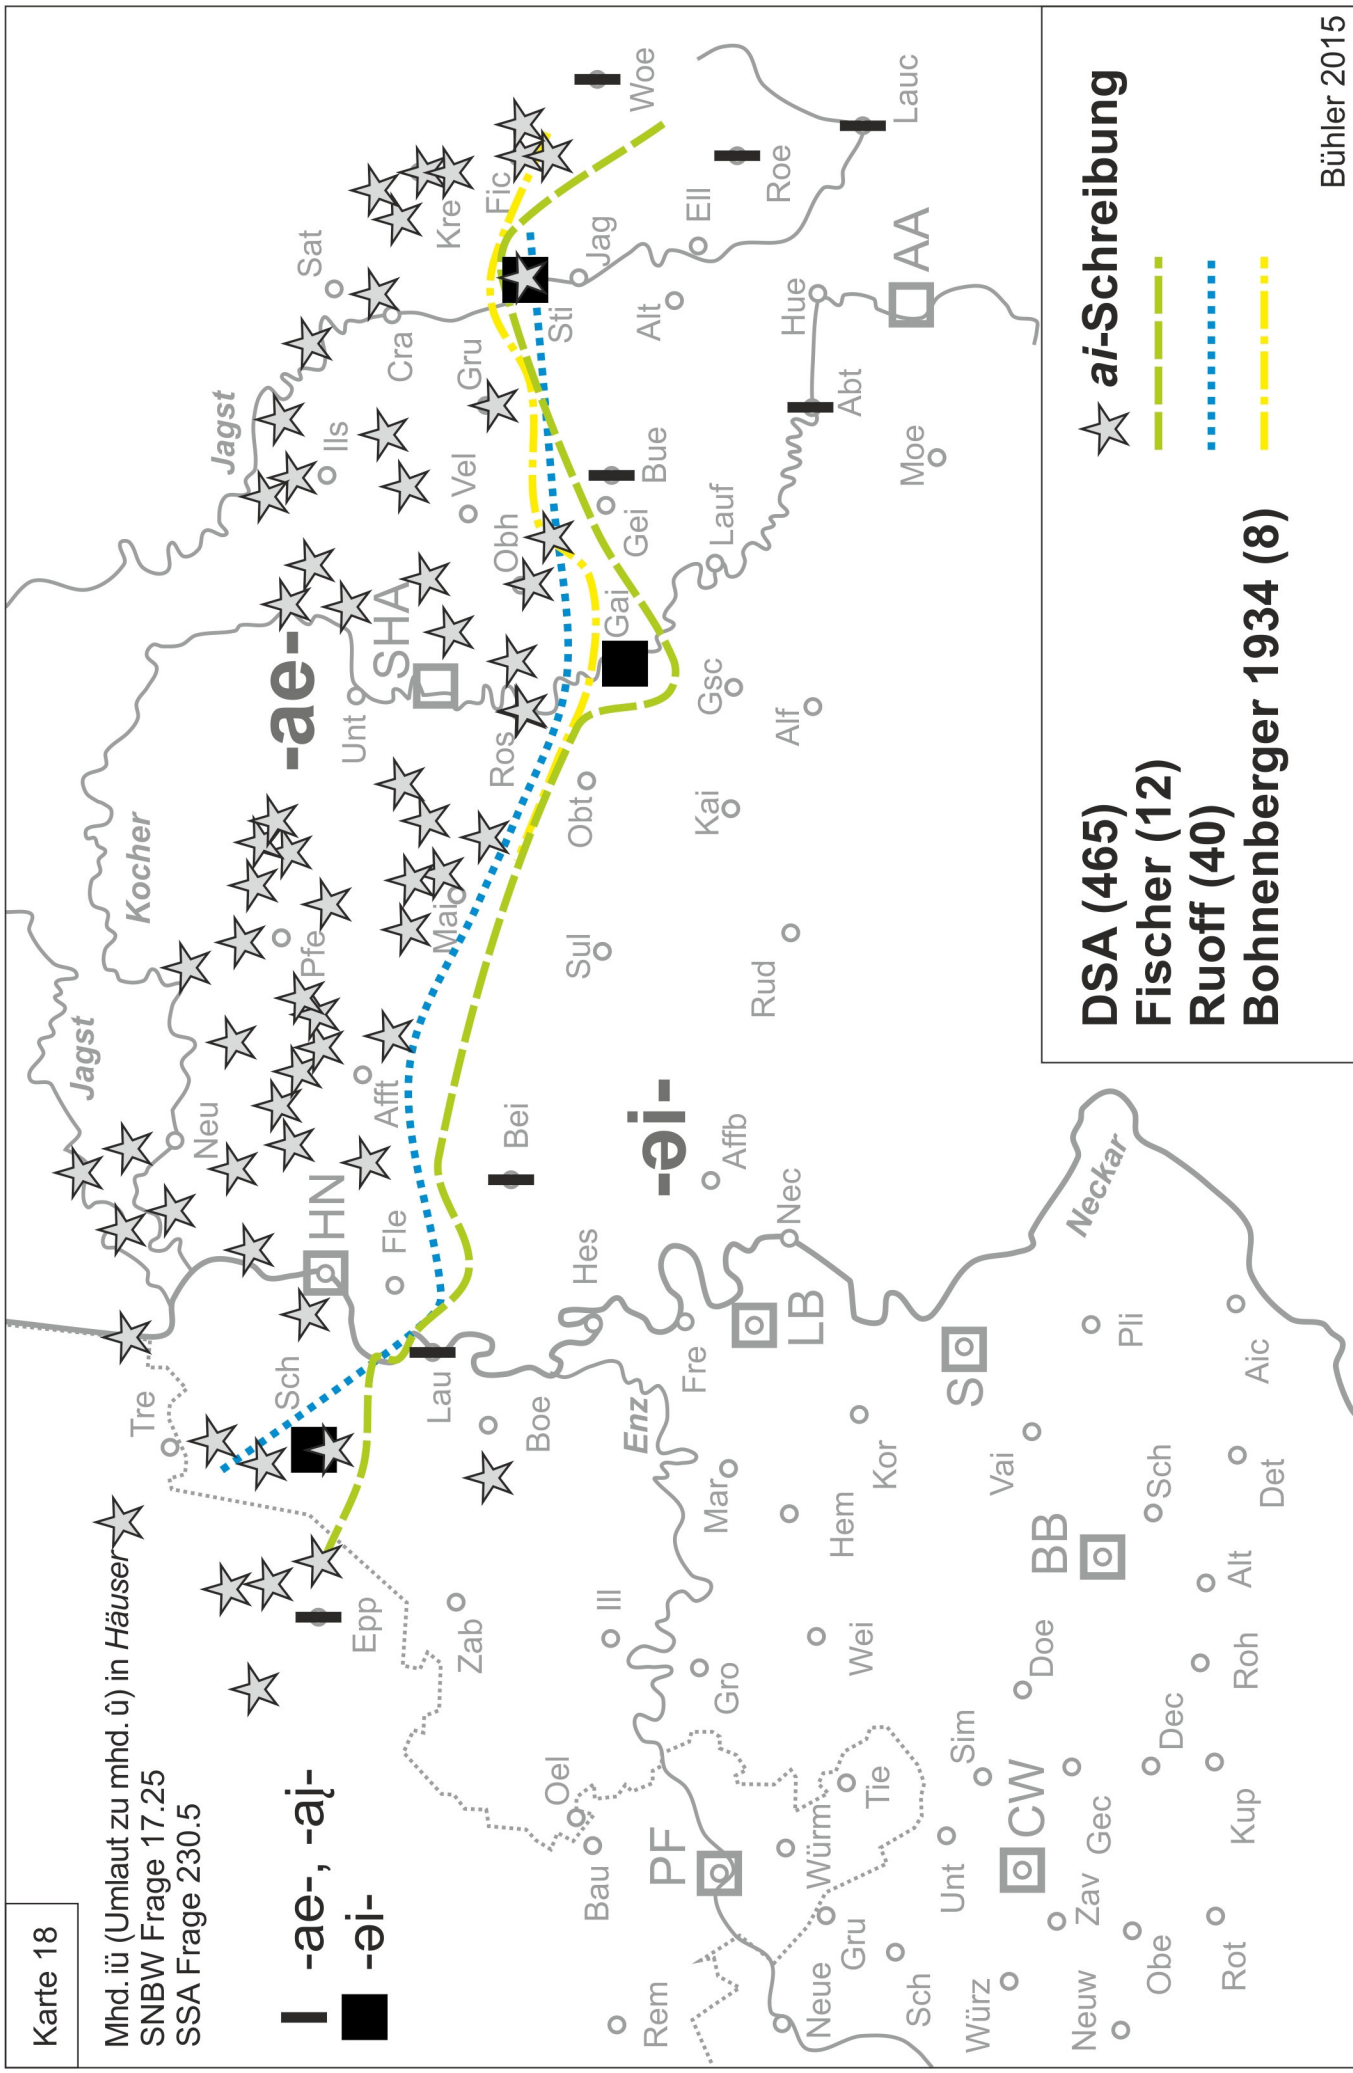 Karte 18
Mhd. iü (Umlaut zu mhd. û) in Häuser
SNBW Frage 17.25
SSA Frage 230.5
-ae-, -ai̯-
-əi-
-ae-
-əi-
Jagst
Kocher
Jagst
Enz
Neckar
Tre
Sch
HN
Neu
Fle
Afft
Pfe
Mai
Unt
SHA
Ros
Obh
Vel
Ils
Gru
Cra
Sat
Kre
Fic
Sti
Jag
Woe
Epp
Zab
Lau
Boe
Bei
Hes
Sul
Obt
Gai
Gei
Bue
Alt
Ell
Roe
Lauc
Oel
Bau
Ill
Gro
Mar
Fre
Affb
Nec
LB
Rud
Kai
Gsc
Alf
Lauf
Abt
Moe
Hue
AA
Rem
PF
Würm
Tie
Wei
Hem
Kor
Neue
Gru
Sch
Unt
Sim
CW
Doe
Vai
S
Pli
Würz
Neuw
Zav
Gec
Obe
Dec
BB
Sch
Alt
Det
Aic
Rot
Kup
Roh
DSA (465)
ai-Schreibung
Fischer (12)
Ruoff (40)
Bohnenberger 1934 (8)
Bühler 2015